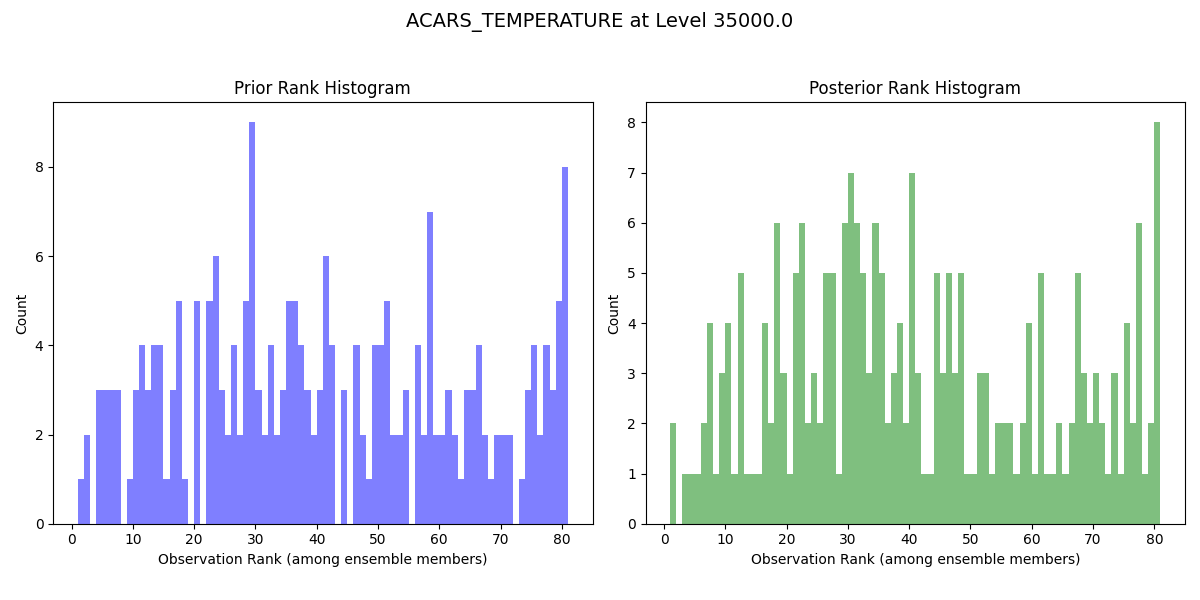 ACARS_TEMPERATURE at Level 35000.0
Prior Rank Histogram
Count
8
6
4
2
0
0 10 20 30 40 50 60 70 80
Observation Rank (among ensemble members)
Posterior Rank Histogram
Count
8
7
6
5
4
3
2
1
0
0 10 20 30 40 50 60 70 80
Observation Rank (among ensemble members)